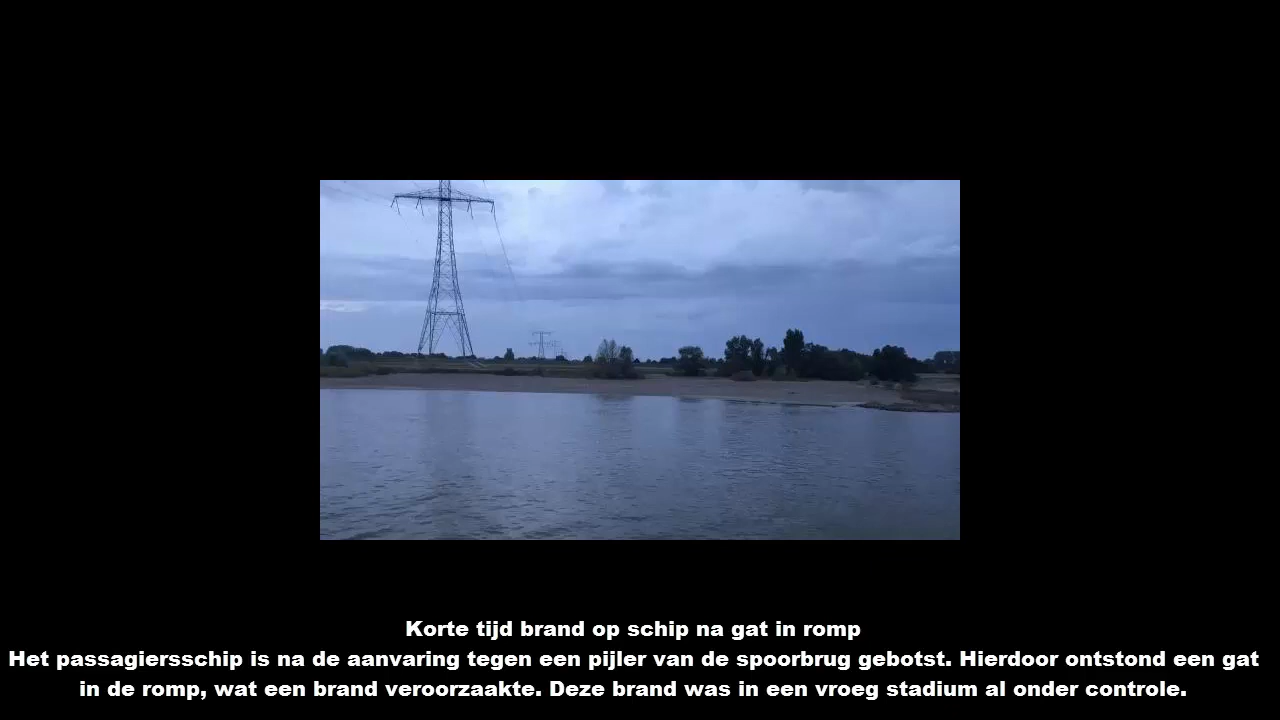 Korte tijd brand op schip na gat in romp
Het passagiersschip is na de aanvaring tegen een pijler van de spoorbrug gebotst. Hierdoor ontstond een gat
in de romp, wat een brand veroorzaakte. Deze brand was in een vroeg stadium al onder controle.